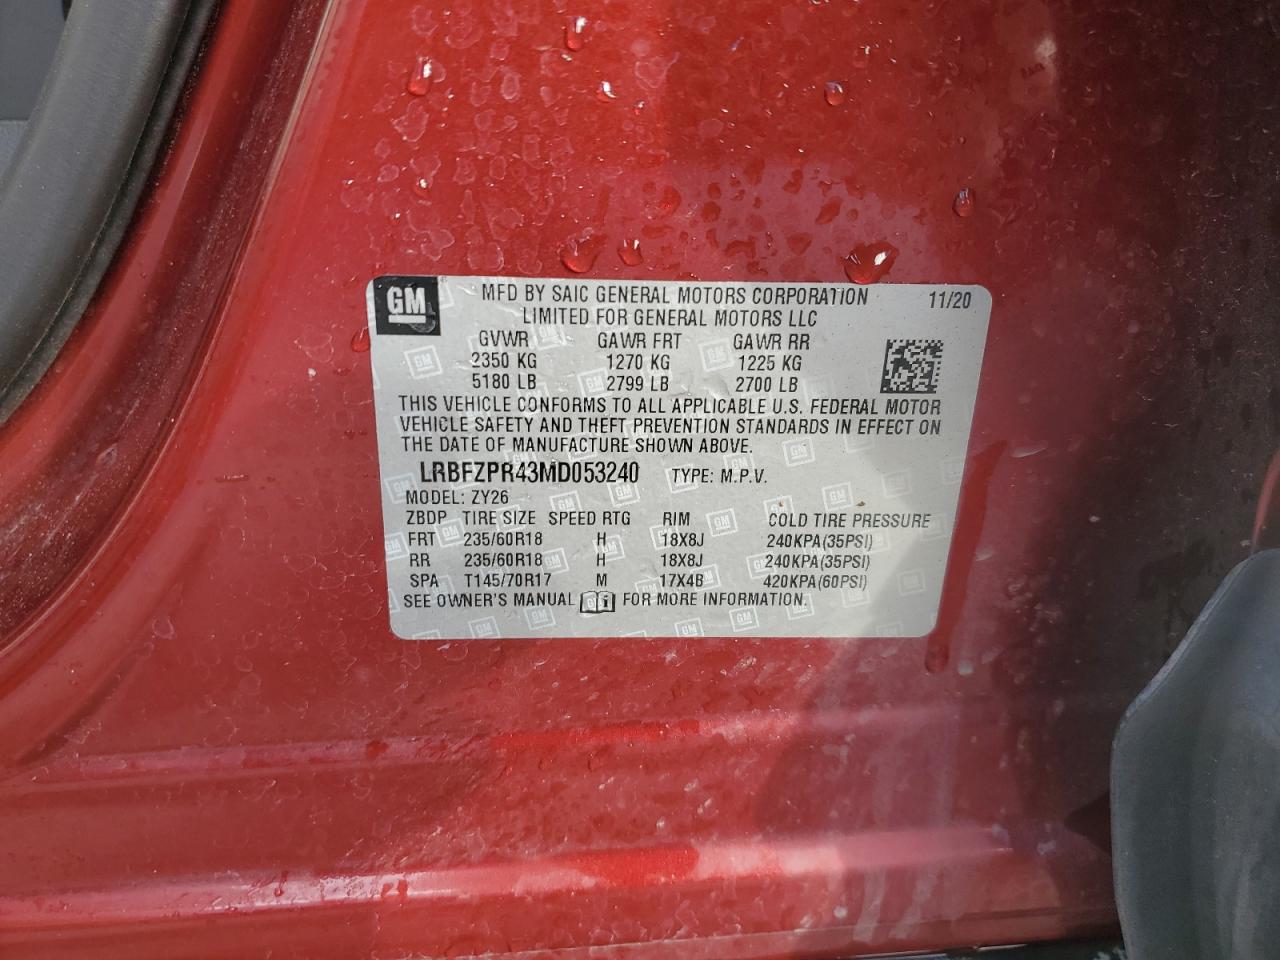 GM MFD BY SAIC GENERAL MOTORS CORPORATION 11/20
LIMITED FOR GENERAL MOTORS LLC
GVWR GAWR FRT GAWR RR
2350 KG 1270 KG 1225 KG
5180 LB 2799 LB 2700 LB
THIS VEHICLE CONFORMS TO ALL APPLICABLE U.S. FEDERAL MOTOR
VEHICLE SAFETY AND THEFT PREVENTION STANDARDS IN EFFECT ON
THE DATE OF MANUFACTURE SHOWN ABOVE.
LRBFZPR43MD053240 TYPE: M.P.V.
MODEL: ZY26
ZBDP TIRE SIZE SPEED RTG RIM COLD TIRE PRESSURE
FRT 235/60R18 H 18X8J 240KPA(35PSI)
RR 235/60R18 H 18X8J 240KPA(35PSI)
SPA T145/70R17 M 17X4B 420KPA(60PSI)
SEE OWNER'S MANUAL FOR MORE INFORMATION.